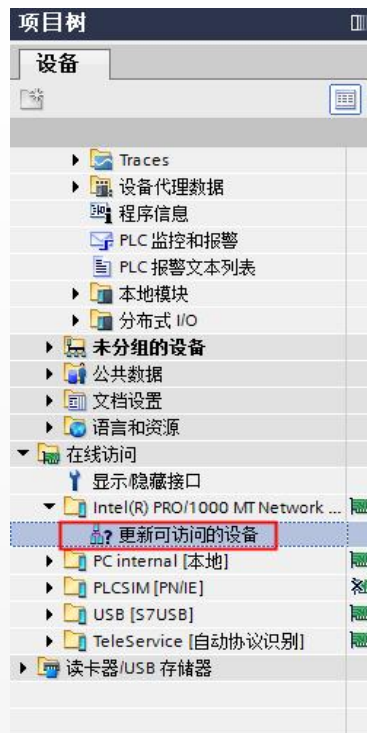 项目树
设备
Traces
设备代理数据
程序信息
PLC 监控和报警
PLC 报警文本列表
本地模块
分布式 I/O
未分组的设备
公共数据
文档设置
语言和资源
在线访问
显示/隐藏接口
Intel(R) PRO/1000 MT Network ...
更新可访问的设备
PC internal [本地]
PLCSIM [PN/IE]
USB [S7USB]
TeleService [自动协议识别]
读卡器/USB 存储器